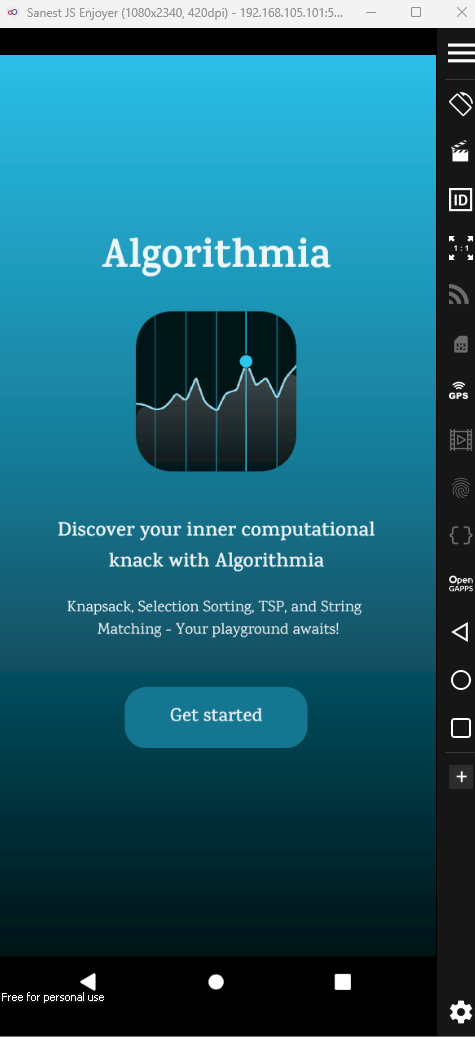 Sanest JS Enjoyer (1080x2340, 420dpi) - 192.168.105.101:5...
ID
1:1
GPS
Open
GAPPS
Algorithmia
Discover your inner computational
knack with Algorithmia
Knapsack, Selection Sorting, TSP, and String
Matching - Your playground awaits!
Get started
Free for personal use